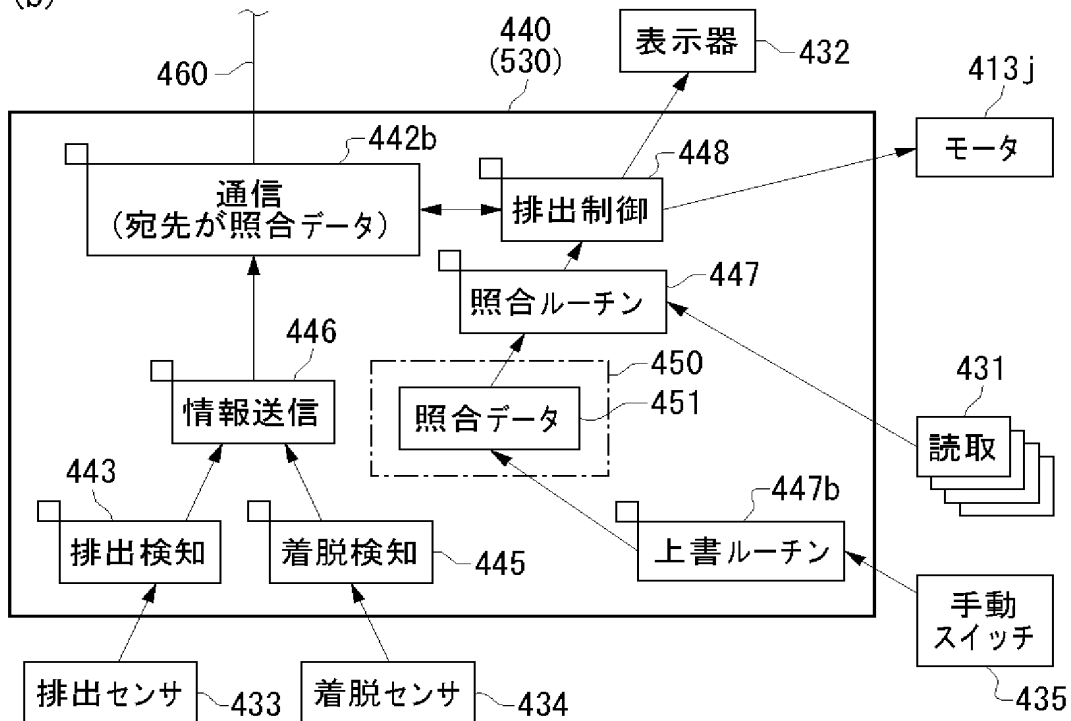 (b)
460
440
(530)
表示器
432
413j
モータ
442b
通信
(宛先が照合データ)
448
排出制御
447
照合ルーチン
446
情報送信
450
照合データ
451
431
読取
443
排出検知
着脱検知
445
447b
上書ルーチン
手動
スイッチ
435
排出センサ
433
着脱センサ
434